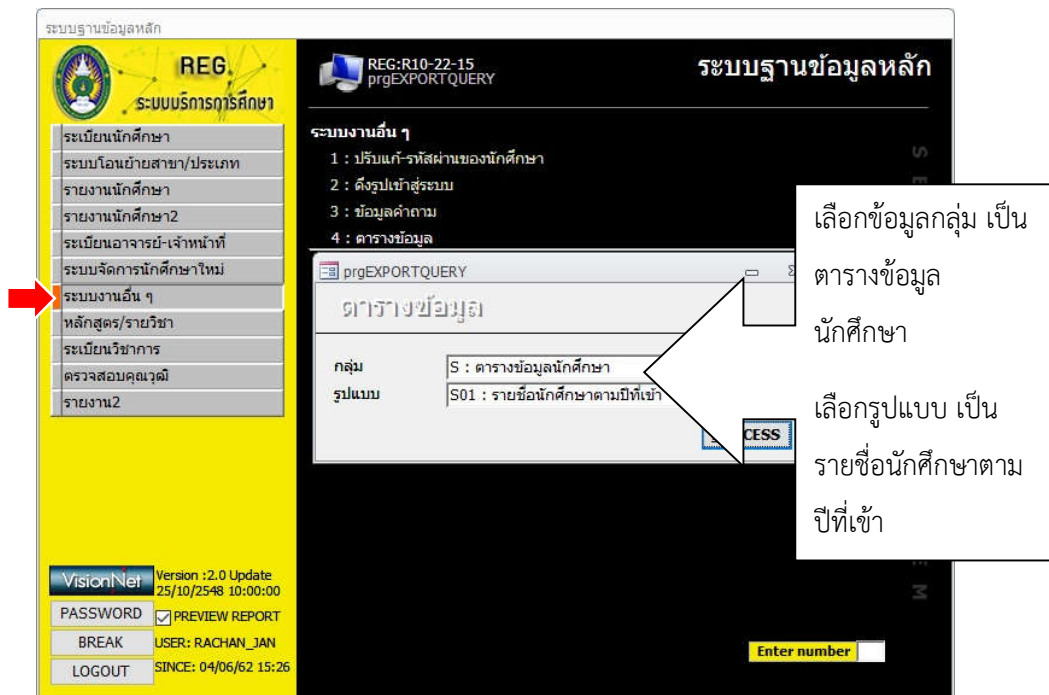 ระบบฐานข้อมูลหลัก
REG.
ระบบบริการการศึกษา
REG:R10-22-15
prgEXPORTQUERY
ระบบฐานข้อมูลหลัก
ระเบียนนักศึกษา
ระบบโอนย้ายสาขา/ประเภท
รายงานนักศึกษา
รายงานนักศึกษา2
ระเบียนอาจารย์-เจ้าหน้าที่
ระบบจัดการนักศึกษาใหม่
ระบบงานอื่น ๆ
หลักสูตร/รายวิชา
ระเบียนวิชาการ
ตรวจสอบคุณวุฒิ
รายงาน2
ระบบงานอื่น ๆ
1 : ปรับแก้-รหัสผ่านของนักศึกษา
2 : ดึงรูปเข้าสู่ระบบ
3 : ข้อมูลคำถาม
4 : ตารางข้อมูล
prgEXPORTQUERY
ตารางข้อมูล
กลุ่ม S : ตารางข้อมูลนักศึกษา
รูปแบบ S01 : รายชื่อนักศึกษาตามปีที่เข้า
CESS
เลือกข้อมูลกลุ่ม เป็น
ตารางข้อมูล
นักศึกษา
เลือกรูปแบบ เป็น
รายชื่อนักศึกษาตาม
ปีที่เข้า
VisionNet
Version :2.0 Update
25/10/2548 10:00:00
PASSWORD
PREVIEW REPORT
BREAK
USER: RACHAN_JAN
LOGOUT
SINCE: 04/06/62 15:26
Enter number